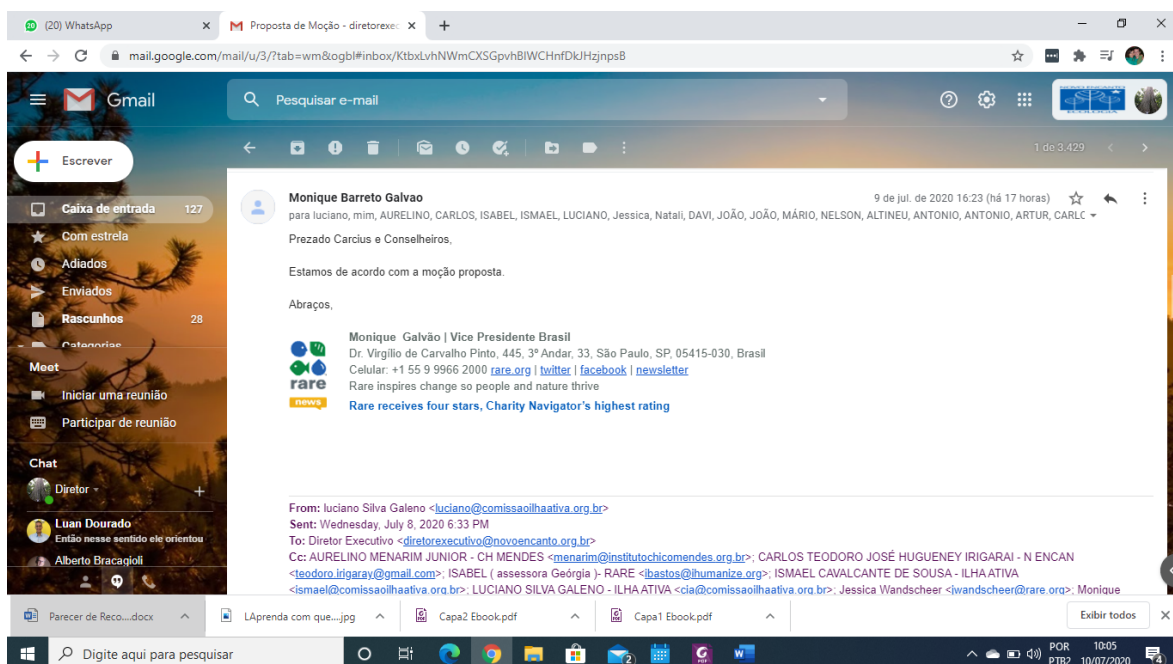 (20) WhatsApp
Proposta de Moção - diretorexec
mail.google.com/mail/u/3/?tab=wm&ogbl#inbox/KtbxLvhNWmCXSGpvhBIWCHnfDkJHzjnpsB
Gmail
Pesquisar e-mail
NOVO ENCANTO
ECOLOGIA
Escrever
1 de 3.429
Caixa de entrada 127
Com estrela
Adiados
Enviados
Rascunhos 28
Categorias
Meet
Iniciar uma reunião
Participar de reunião
Chat
Diretor
Luan Dourado
Então nesse sentido ele orientou
Alberto Bracagioli
Monique Barreto Galvao
9 de jul. de 2020 16:23 (há 17 horas)
para luciano, mim, AURELINO, CARLOS, ISABEL, ISMAEL, LUCIANO, Jessica, Natali, DAVI, JOÃO, JOÃO, MÁRIO, NELSON, ALTINEU, ANTONIO, ANTONIO, ARTUR, CARLC
Prezado Carcius e Conselheiros,
Estamos de acordo com a moção proposta.
Abraços,
rare
news
Monique Galvão | Vice Presidente Brasil
Dr. Virgílio de Carvalho Pinto, 445, 3º Andar, 33, São Paulo, SP, 05415-030, Brasil
Celular: +1 55 9 9966 2000 rare.org | twitter | facebook | newsletter
Rare inspires change so people and nature thrive
Rare receives four stars, Charity Navigator's highest rating
From: luciano Silva Galeno <luciano@comissaoilhaativa.org.br>
Sent: Wednesday, July 8, 2020 6:33 PM
To: Diretor Executivo <diretorexecutivo@novoencanto.org.br>
Cc: AURELINO MENARIM JUNIOR - CH MENDES <menarim@institutochicomendes.org.br>; CARLOS TEODORO JOSÉ HUGUENEY IRIGARAI - N ENCAN
<teodoro.irigaray@gmail.com>; ISABEL ( assessora Geórgia )- RARE <ibastos@ihumanize.org>; ISMAEL CAVALCANTE DE SOUSA - ILHA ATIVA
<ismael@comissaoilhaativa.org.br>; LUCIANO SILVA GALENO - ILHA ATIVA <cia@comissaoilhaativa.org.br>; Jessica Wandscheer <jwandscheer@rare.org>; Monique
Parecer de Reco....docx
LAprenda com que....jpg
Capa2 Ebook.pdf
Capa1 Ebook.pdf
Exibir todos
Digite aqui para pesquisar
POR
PTB2
10:05
10/07/2020